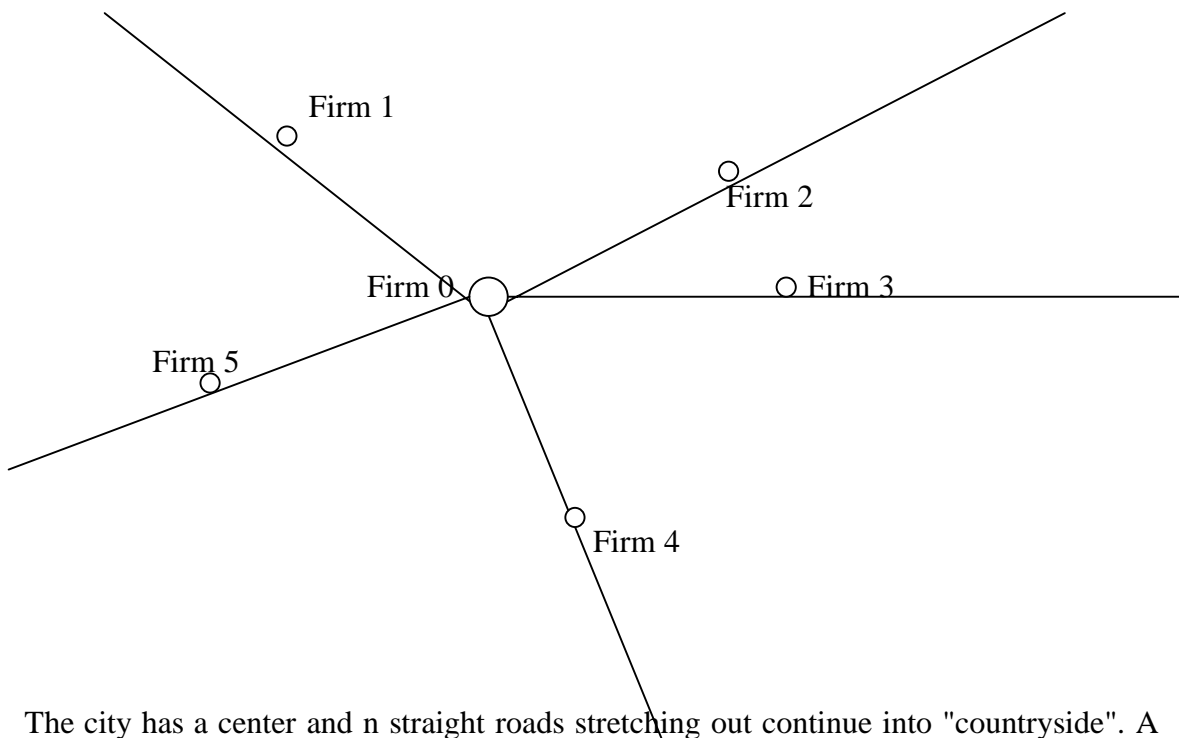 Firm 1
Firm 2
Firm 0
Firm 3
Firm 5
Firm 4
The city has a center and n straight roads stretching out continue into "countryside". A